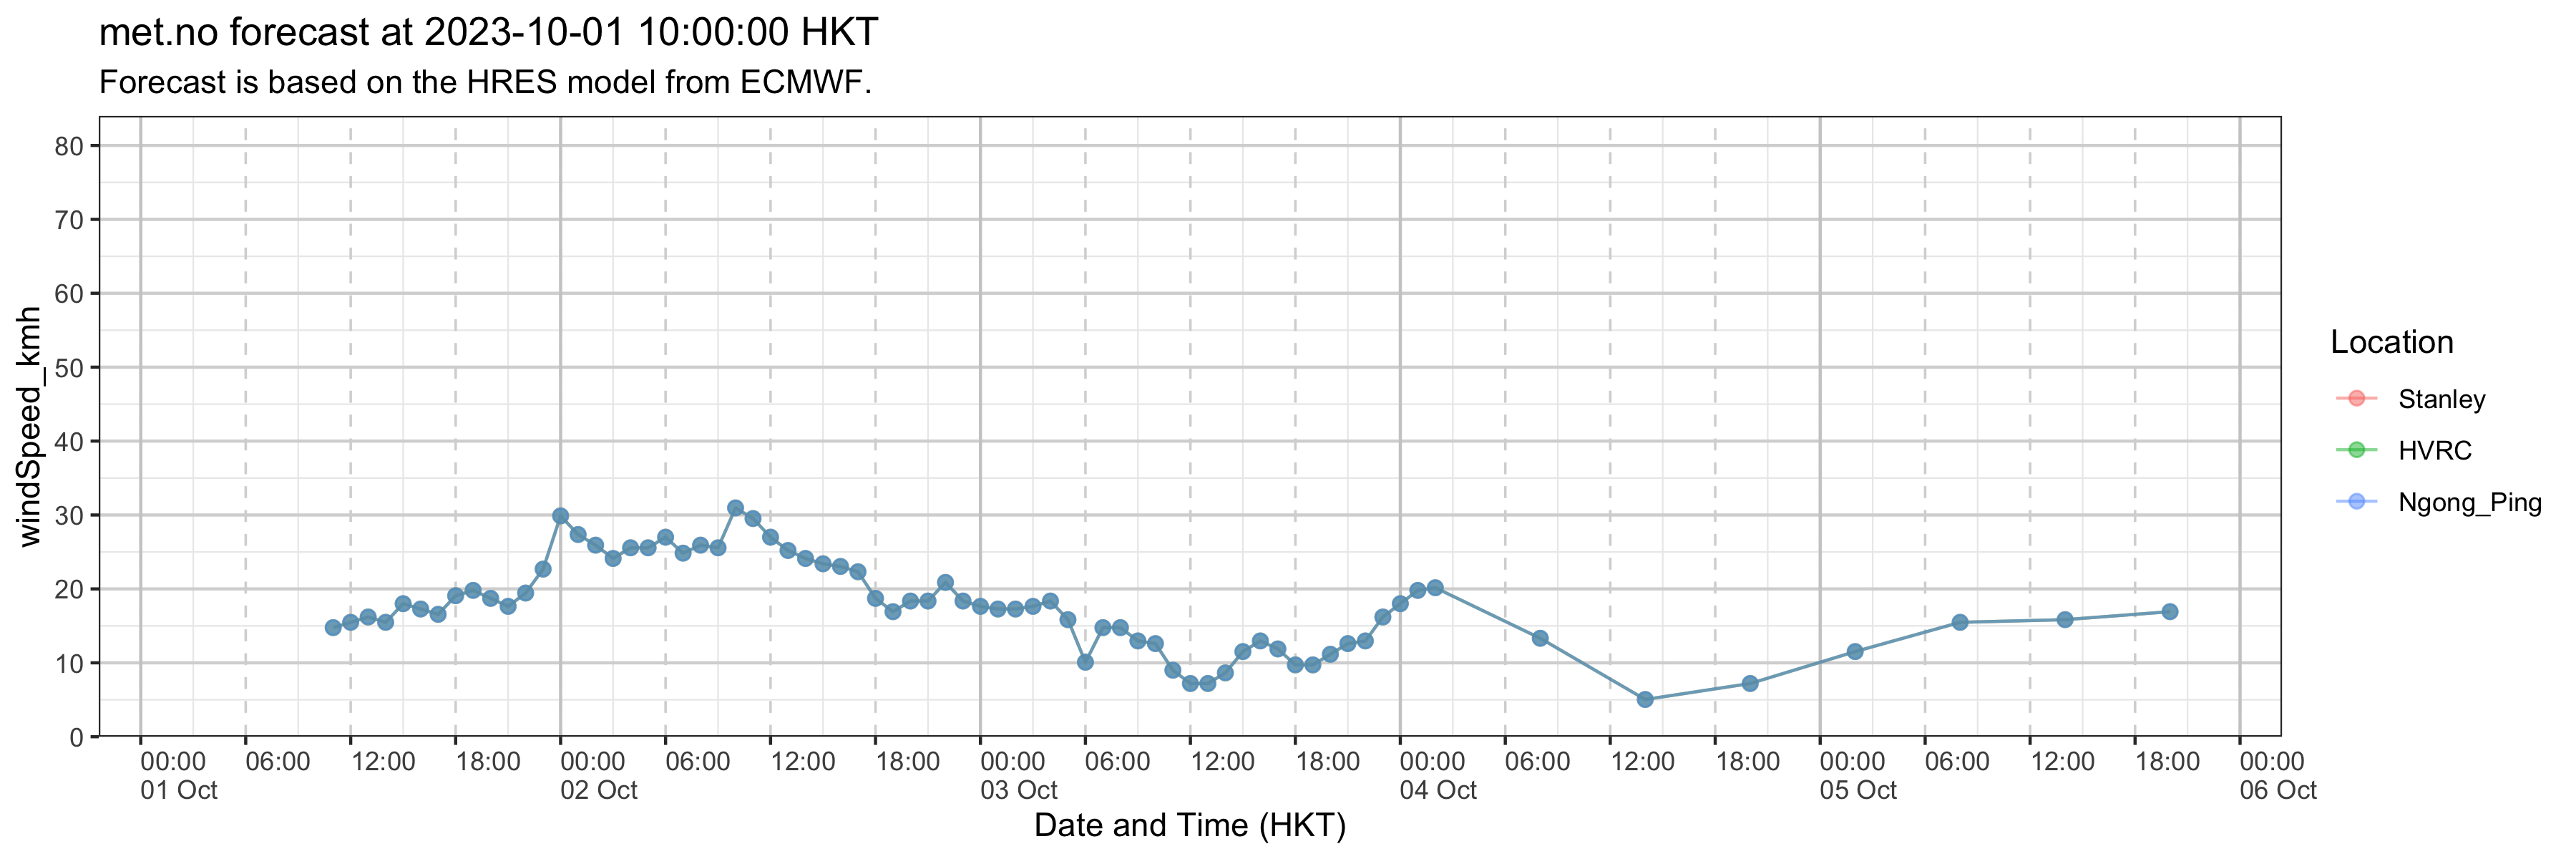 met.no forecast at 2023-10-01 10:00:00 HKT
Forecast is based on the HRES model from ECMWF.
windSpeed_kmh
80
70
60
50
40
30
20
10
0
00:00 06:00 12:00 18:00 00:00 06:00 12:00 18:00 00:00 06:00 12:00 18:00 00:00 06:00 12:00 18:00 00:00 06:00 12:00 18:00 00:00
01 Oct 02 Oct 03 Oct 04 Oct 05 Oct 06 Oct
Date and Time (HKT)
Location
Stanley
HVRC
Ngong_Ping